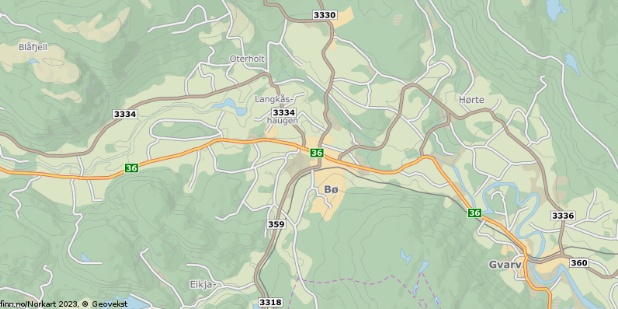 3330
Blåfjell
Oterholt
Langkås-
haugen
Hørte
3334
3334
36
36
Bø
36
359
3336
Gvarv
360
Eikja-
3318
finn.no/Norkart 2023, © Geovekst